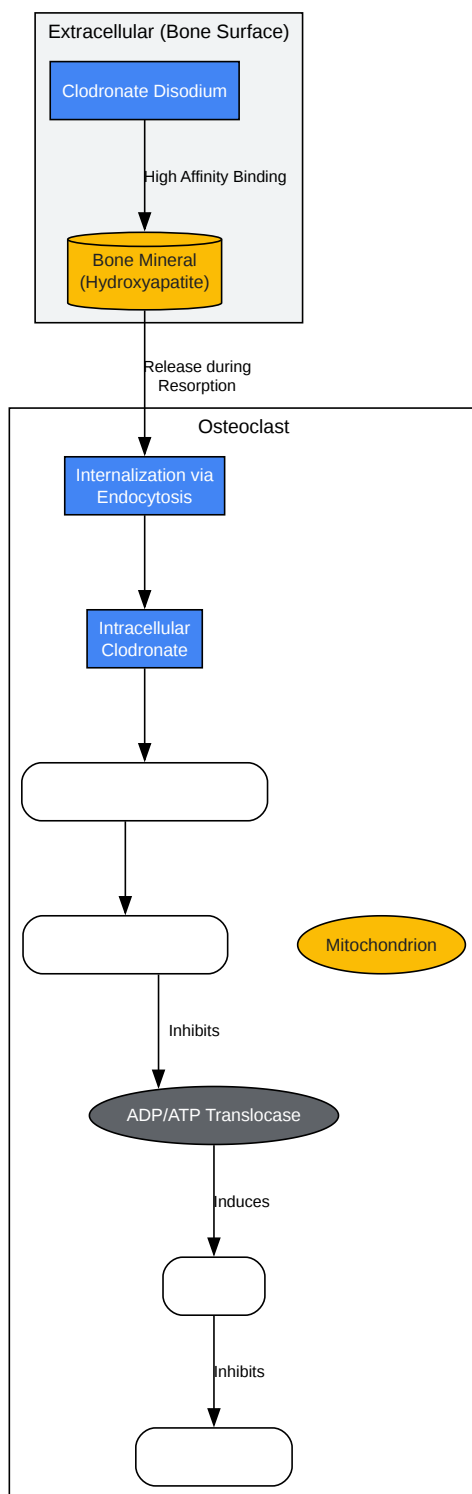 Extracellular (Bone Surface)
Clodronate Disodium
High Affinity Binding
Bone Mineral
(Hydroxyapatite)
Release during
Resorption
Osteoclast
Internalization via
Endocytosis
Intracellular
Clodronate
Mitochondrion
Inhibits
ADP/ATP Translocase
Induces
Inhibits